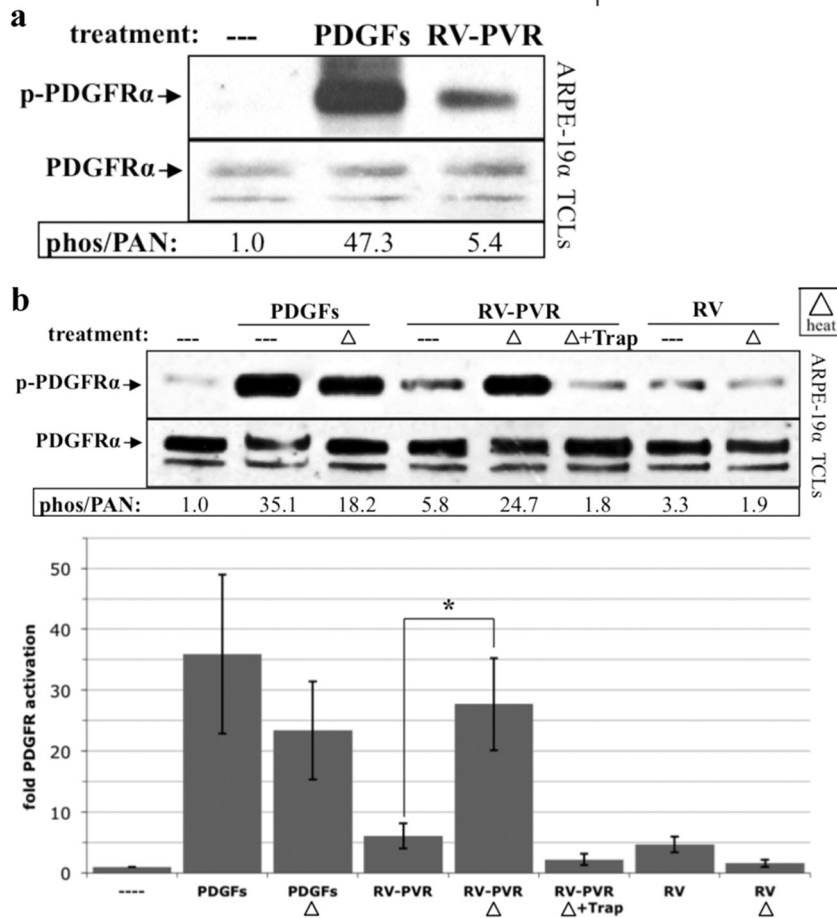 a
treatment: --- PDGFs RV-PVR
p-PDGFRα
PDGFRα
phos/PAN: 1.0 47.3 5.4
ARPE-19α TCLs
b
PDGFs RV-PVR RV
treatment: --- --- △ --- △ △+Trap --- △
△
heat
p-PDGFRα
PDGFRα
phos/PAN: 1.0 35.1 18.2 5.8 24.7 1.8 3.3 1.9
ARPE-19α TCLs
fold PDGFR activation
50
40
30
20
10
0
*
---- PDGFs PDGFs RV-PVR RV-PVR RV-PVR RV RV
△ △ △+Trap △